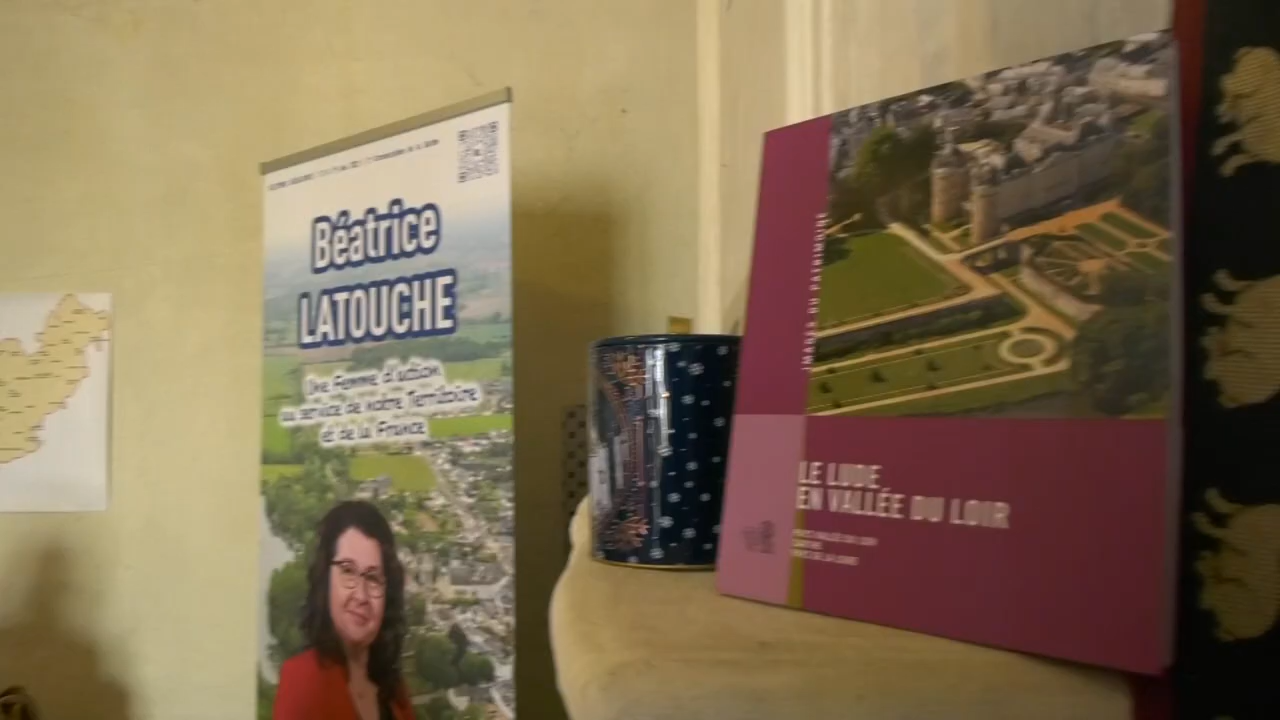 Béatrice
LATOUCHE
Une Femme d'action
au service de Notre Territoire
et de la France
IMAGES DU PATRIMOINE
LE LUDE
EN VALLÉE DU LOIR